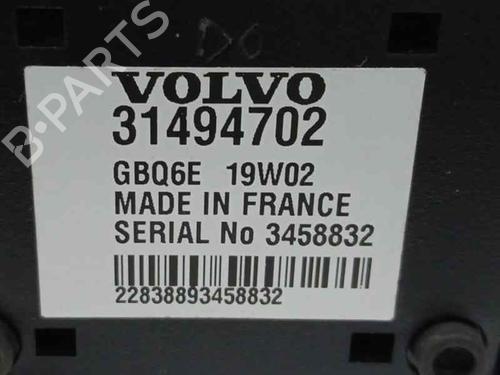 DO
B-PARTS
VOLVO
31494702
GBQ6E 19W02
MADE IN FRANCE
SERIAL No 3458832
22838893458832